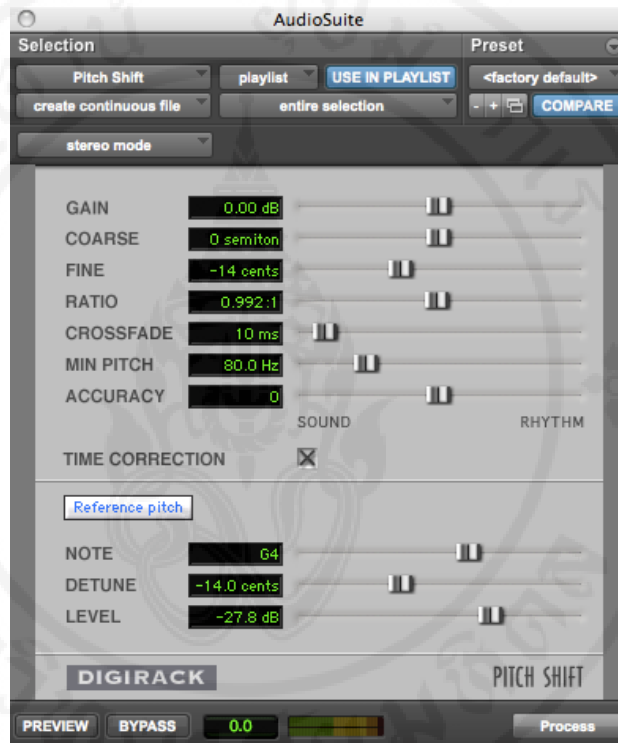 AudioSuite
Selection Preset
Pitch Shift playlist USE IN PLAYLIST <factory default>
create continuous file entire selection - + COMPARE
stereo mode
GAIN 0.00 dB
COARSE 0 semiton
FINE -14 cents
RATIO 0.992:1
CROSSFADE 10 ms
MIN PITCH 80.0 Hz
ACCURACY 0
SOUND RHYTHM
TIME CORRECTION
Reference pitch
NOTE G4
DETUNE -14.0 cents
LEVEL -27.8 dB
DIGIRACK PITCH SHIFT
PREVIEW BYPASS 0.0 Process